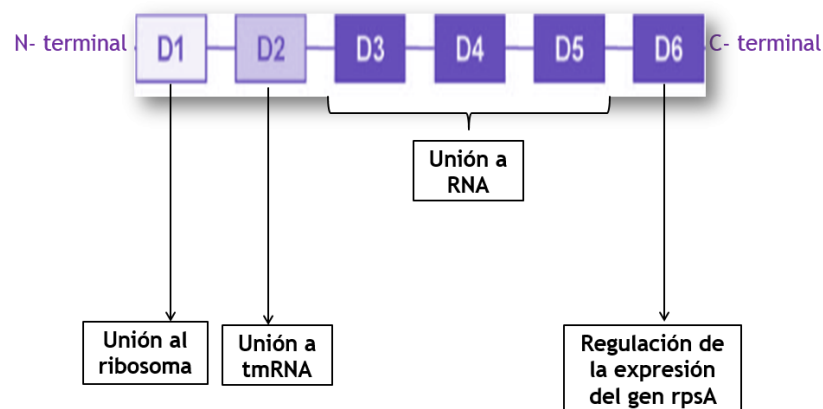 N- terminal D1 D2 D3 D4 D5 D6 C- terminal
Unión a
RNA
Unión al
ribosoma
Unión a
tmRNA
Regulación de
la expresión
del gen rpsA